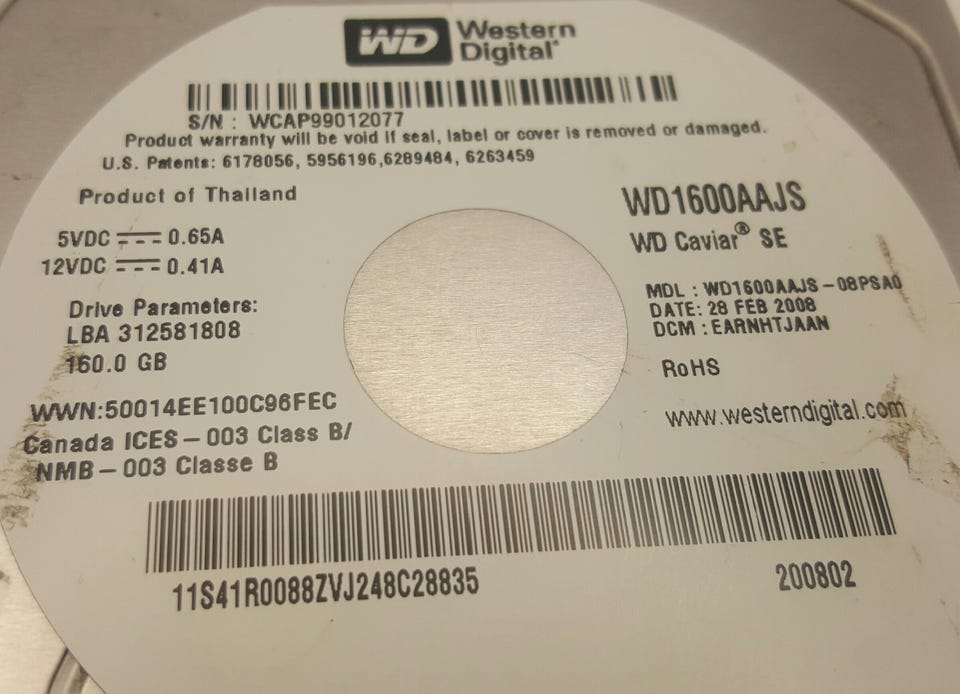 WD Western Digital®
S/N : WCAP99012077
Product warranty will be void if seal, label or cover is removed or damaged.
U.S. Patents: 6178056, 5956196,6289484, 6263459
Product of Thailand
5VDC 0.65A
12VDC 0.41A
Drive Parameters:
LBA 312581808
160.0 GB
WWN:50014EE100C96FEC
Canada ICES – 003 Class B/
NMB – 003 Classe B
WD1600AAJS
WD Caviar® SE
MDL : WD1600AAJS – 08PSA0
DATE: 28 FEB 2008
DCM : EARNHTJAAN
RoHS
www.westerndigital.com
11S41R0088ZVJ248C28835
200802